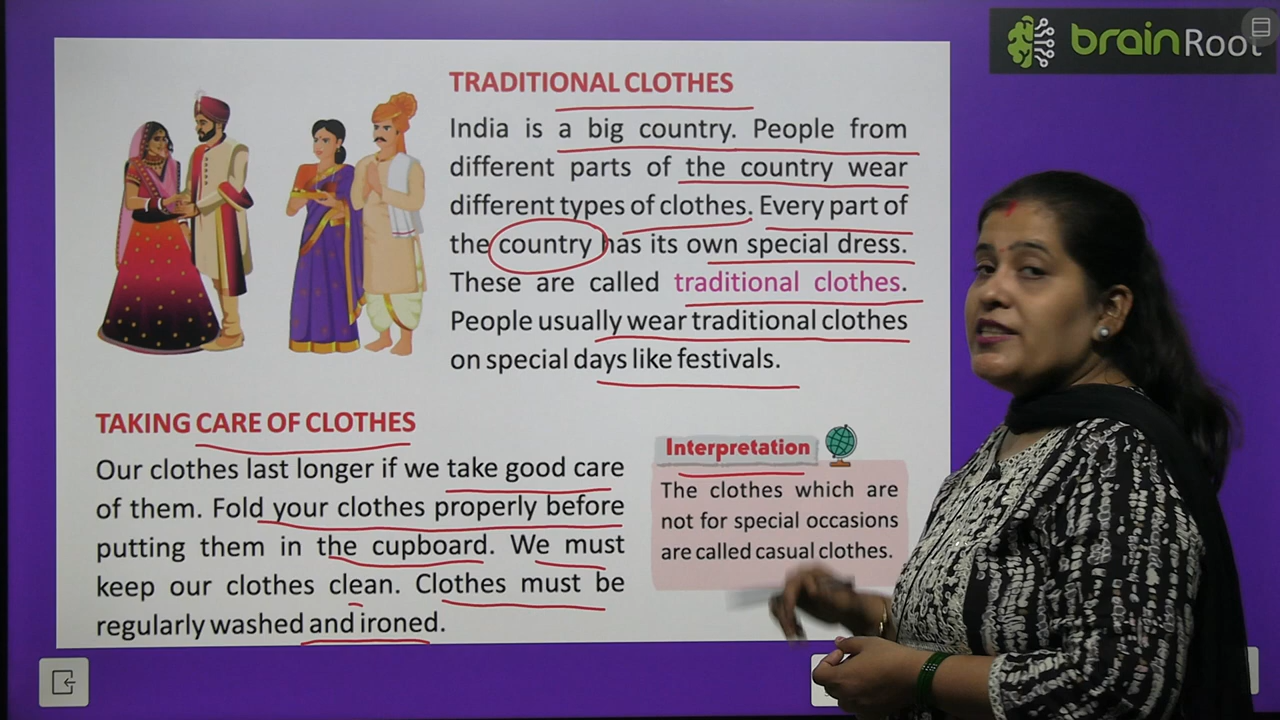 brainRoot
TRADITIONAL CLOTHES
India is a big country. People from
different parts of the country wear
different types of clothes. Every part of
the country has its own special dress.
These are called traditional clothes.
People usually wear traditional clothes
on special days like festivals.
TAKING CARE OF CLOTHES
Our clothes last longer if we take good care
of them. Fold your clothes properly before
putting them in the cupboard. We must
keep our clothes clean. Clothes must be
regularly washed and ironed.
Interpretation
The clothes which are
not for special occasions
are called casual clothes.